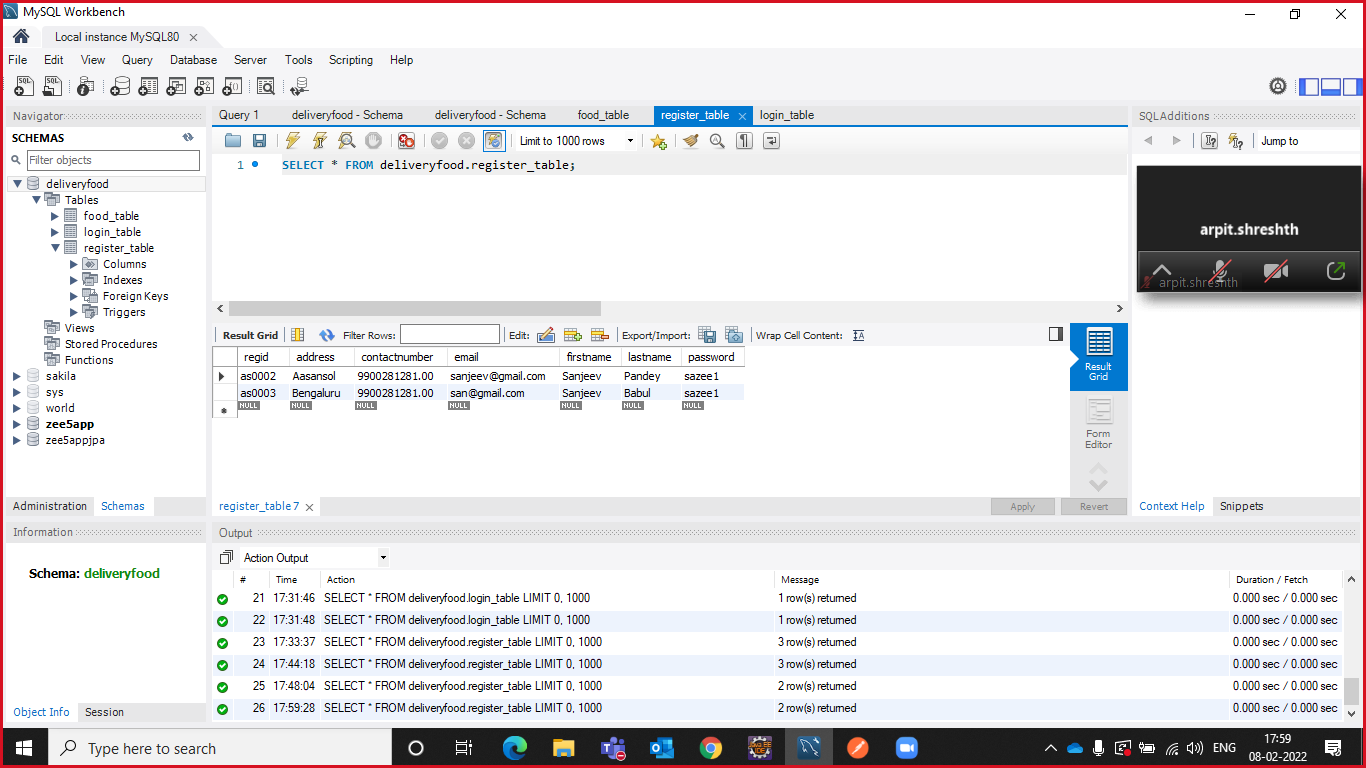 MySQL Workbench
Local instance MySQL80
File Edit View Query Database Server Tools Scripting Help
Navigator
SCHEMAS
Filter objects
deliveryfood
Tables
food_table
login_table
register_table
Columns
Indexes
Foreign Keys
Triggers
Views
Stored Procedures
Functions
sakila
sys
world
zee5app
zee5appjpa
Administration Schemas
Information
Schema: deliveryfood
Object Info Session
Query 1 deliveryfood - Schema deliveryfood - Schema food_table register_table login_table
Limit to 1000 rows
1 SELECT * FROM deliveryfood.register_table;
Result Grid Filter Rows: Edit: Export/Import: Wrap Cell Content:
regid address contactnumber email firstname lastname password
as0002 Aasansol 9900281281.00 sanjeev@gmail.com Sanjeev Pandey sazee1
as0003 Bengaluru 9900281281.00 san@gmail.com Sanjeev Babul sazee1
NULL NULL NULL NULL NULL NULL NULL
Result
Grid
Form
Editor
register_table 7
Apply Revert
SQLAdditions
Jump to
arpit.shreshth
arpit.shreshth
Context Help Snippets
Output
Action Output
# Time Action Message Duration / Fetch
21 17:31:46 SELECT * FROM deliveryfood.login_table LIMIT 0, 1000 1 row(s) returned 0.000 sec / 0.000 sec
22 17:31:48 SELECT * FROM deliveryfood.login_table LIMIT 0, 1000 1 row(s) returned 0.000 sec / 0.000 sec
23 17:33:37 SELECT * FROM deliveryfood.register_table LIMIT 0, 1000 3 row(s) returned 0.000 sec / 0.000 sec
24 17:44:18 SELECT * FROM deliveryfood.register_table LIMIT 0, 1000 3 row(s) returned 0.000 sec / 0.000 sec
25 17:48:04 SELECT * FROM deliveryfood.register_table LIMIT 0, 1000 2 row(s) returned 0.000 sec / 0.000 sec
26 17:59:28 SELECT * FROM deliveryfood.register_table LIMIT 0, 1000 2 row(s) returned 0.000 sec / 0.000 sec
Type here to search
ENG
17:59
08-02-2022